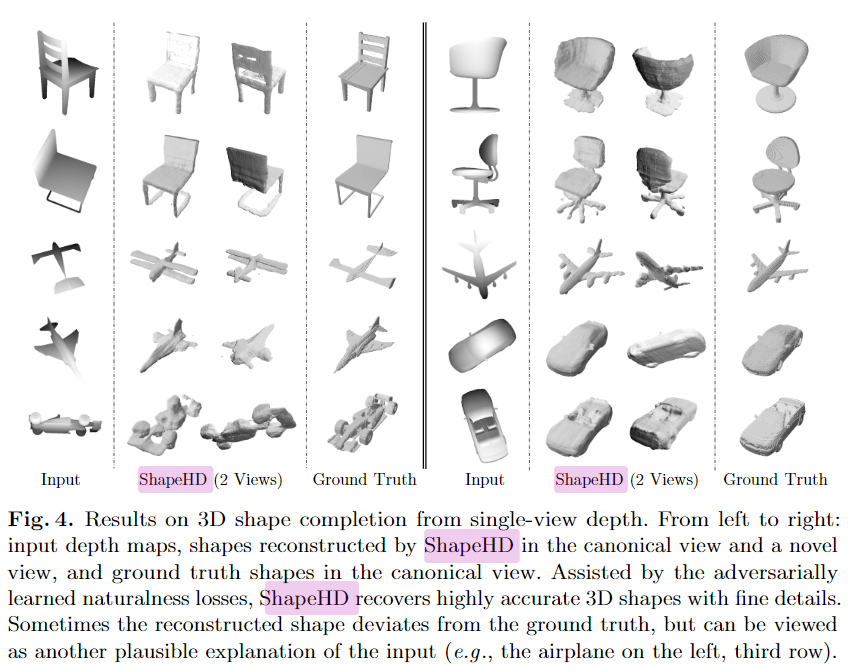 Input ShapeHD (2 Views) Ground Truth Input ShapeHD (2 Views) Ground Truth
Fig. 4. Results on 3D shape completion from single-view depth. From left to right:
input depth maps, shapes reconstructed by ShapeHD in the canonical view and a novel
view, and ground truth shapes in the canonical view. Assisted by the adversarially
learned naturalness losses, ShapeHD recovers highly accurate 3D shapes with fine details.
Sometimes the reconstructed shape deviates from the ground truth, but can be viewed
as another plausible explanation of the input (e.g., the airplane on the left, third row).